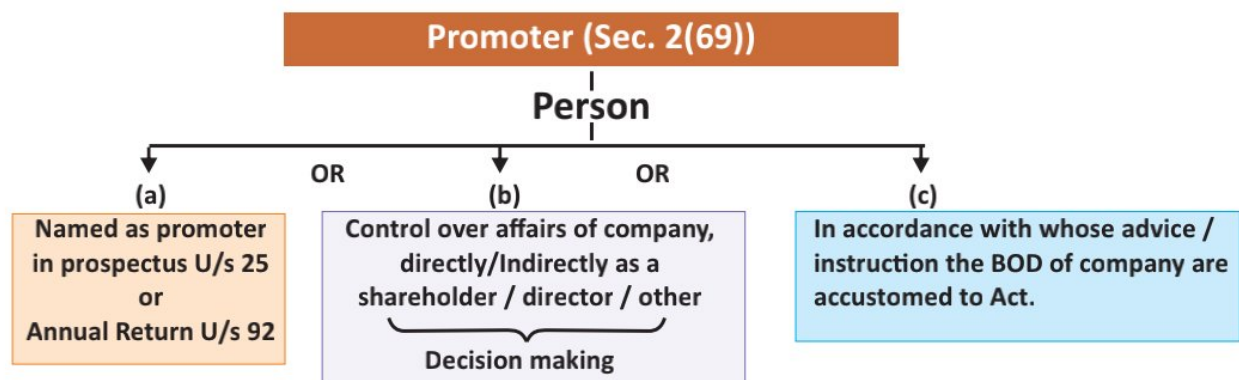 Promoter (Sec. 2(69))
Person
OR OR
(a) (b) (c)
Named as promoter
in prospectus U/s 25
or
Annual Return U/s 92
Control over affairs of company,
directly/Indirectly as a
shareholder / director / other
Decision making
In accordance with whose advice /
instruction the BOD of company are
accustomed to Act.